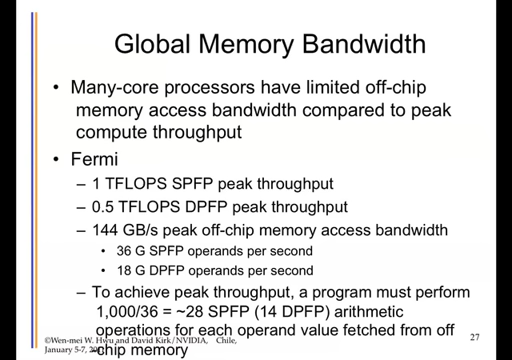 Global Memory Bandwidth
• Many-core processors have limited off-chip
memory access bandwidth compared to peak
compute throughput
• Fermi
– 1 TFLOPS SPFP peak throughput
– 0.5 TFLOPS DPFP peak throughput
– 144 GB/s peak off-chip memory access bandwidth
• 36 G SPFP operands per second
• 18 G DPFP operands per second
– To achieve peak throughput, a program must perform
1,000/36 = ~28 SPFP (14 DPFP) arithmetic
operations for each operand value fetched from off
chip memory
©Wen-mei W. Hwu and David Kirk/NVIDIA, Chile,
January 5-7,
27